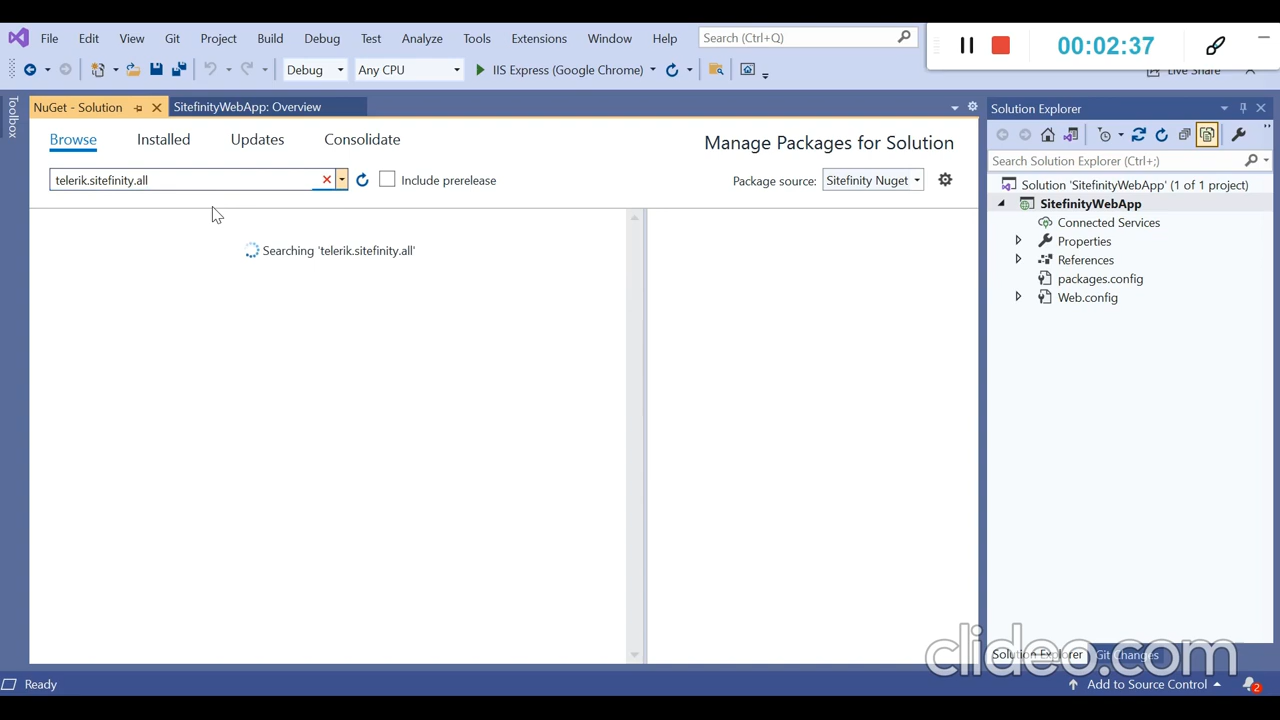 File Edit View Git Project Build Debug Test Analyze Tools Extensions Window Help Search (Ctrl+Q)
00:02:37
Debug Any CPU IIS Express (Google Chrome) Live Share
Toolbox
NuGet - Solution SitefinityWebApp: Overview
Browse Installed Updates Consolidate
Manage Packages for Solution
telerik.sitefinity.all
Include prerelease
Package source: Sitefinity Nuget
Searching 'telerik.sitefinity.all'
Solution Explorer
Search Solution Explorer (Ctrl+;)
Solution 'SitefinityWebApp' (1 of 1 project)
SitefinityWebApp
Connected Services
Properties
References
packages.config
Web.config
Solution Explorer Git Changes
clideo.com
Ready
Add to Source Control
2